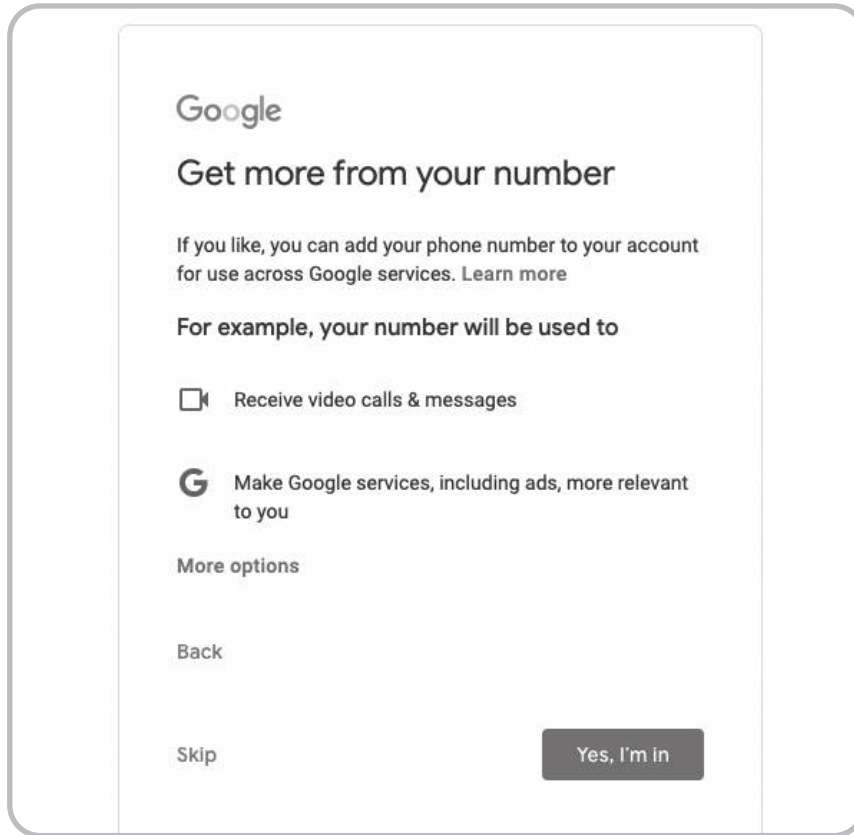 Google
Get more from your number
If you like, you can add your phone number to your account
for use across Google services. Learn more
For example, your number will be used to
Receive video calls & messages
G Make Google services, including ads, more relevant
to you
More options
Back
Skip Yes, I'm in